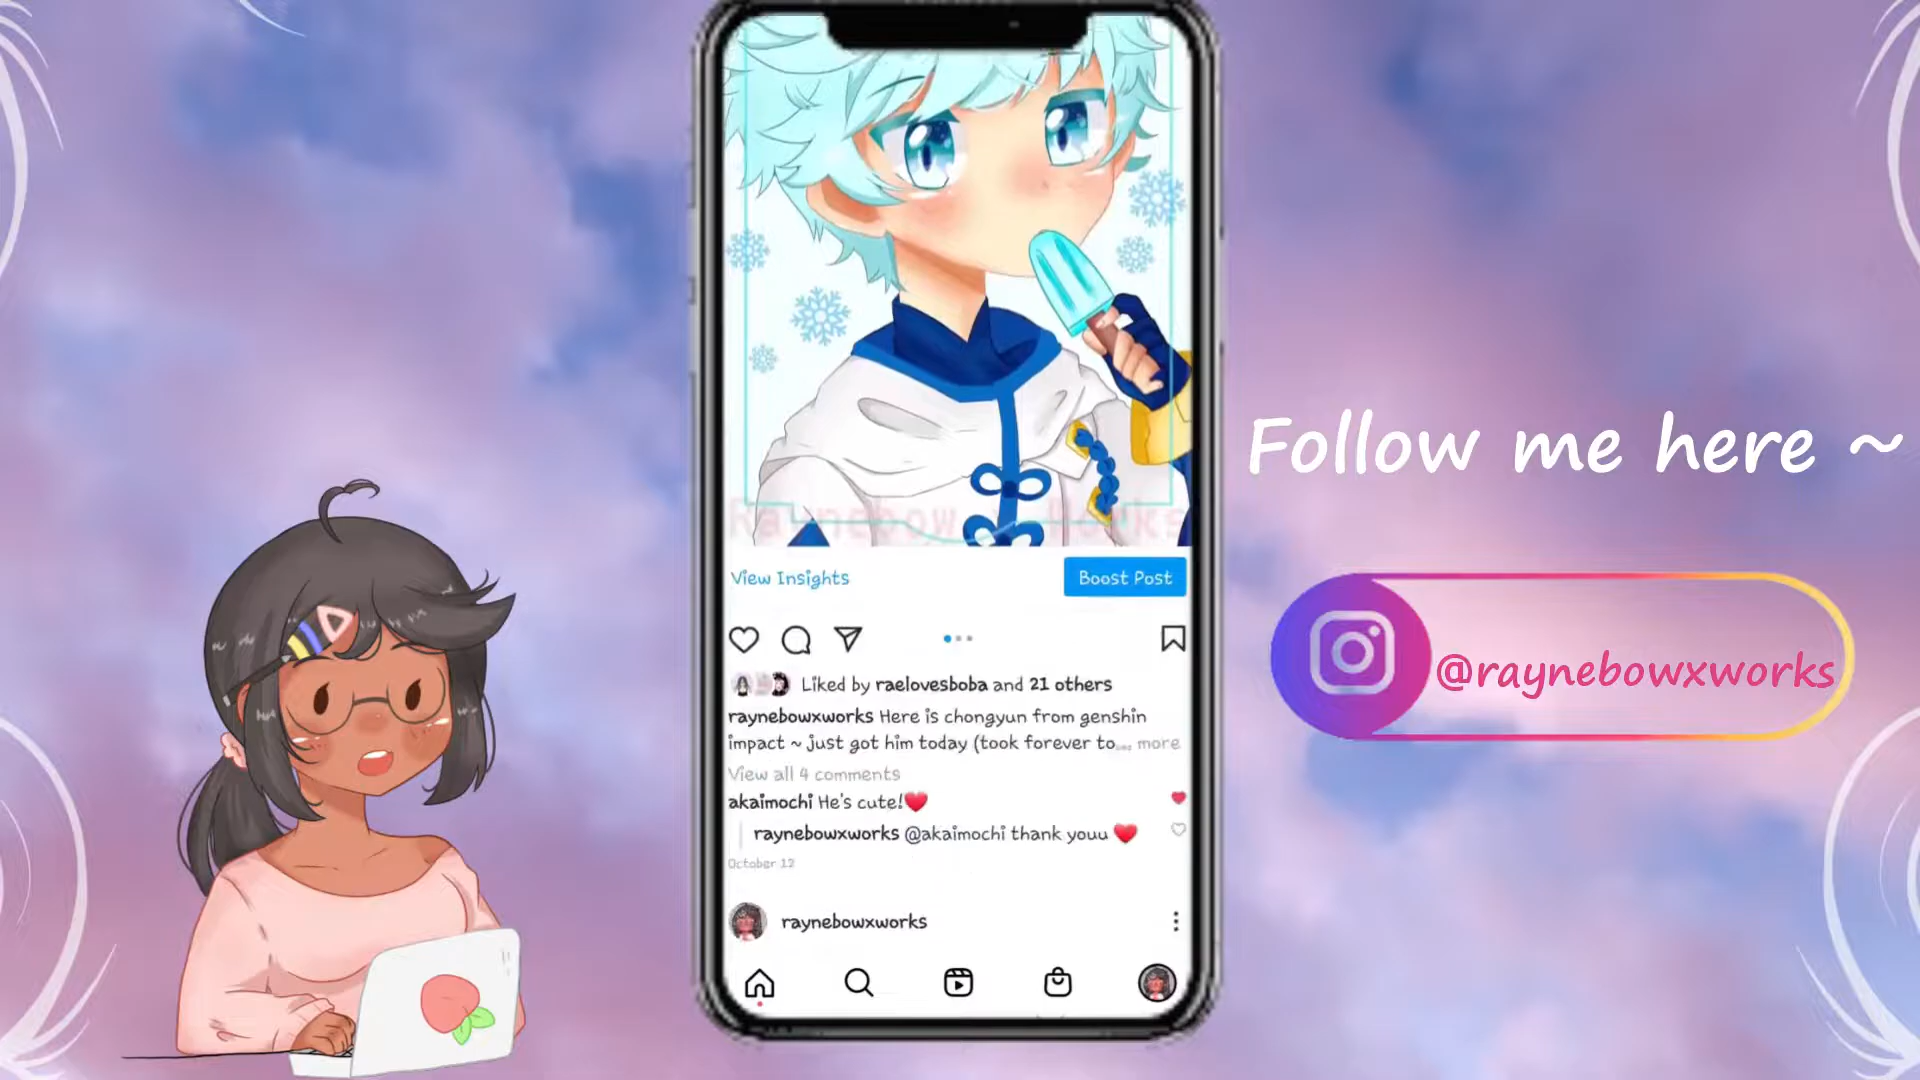 Raynebow x Works
View Insights
Boost Post
Liked by raelovesboba and 21 others
raynebowxworks Here is chongyun from genshin
impact ~ just got him today (took forever to... more
View all 4 comments
akaimochi He's cute!❤️
raynebowxworks @akaimochi thank youu ❤️
October 12
raynebowxworks
Follow me here ~
@raynebowxworks